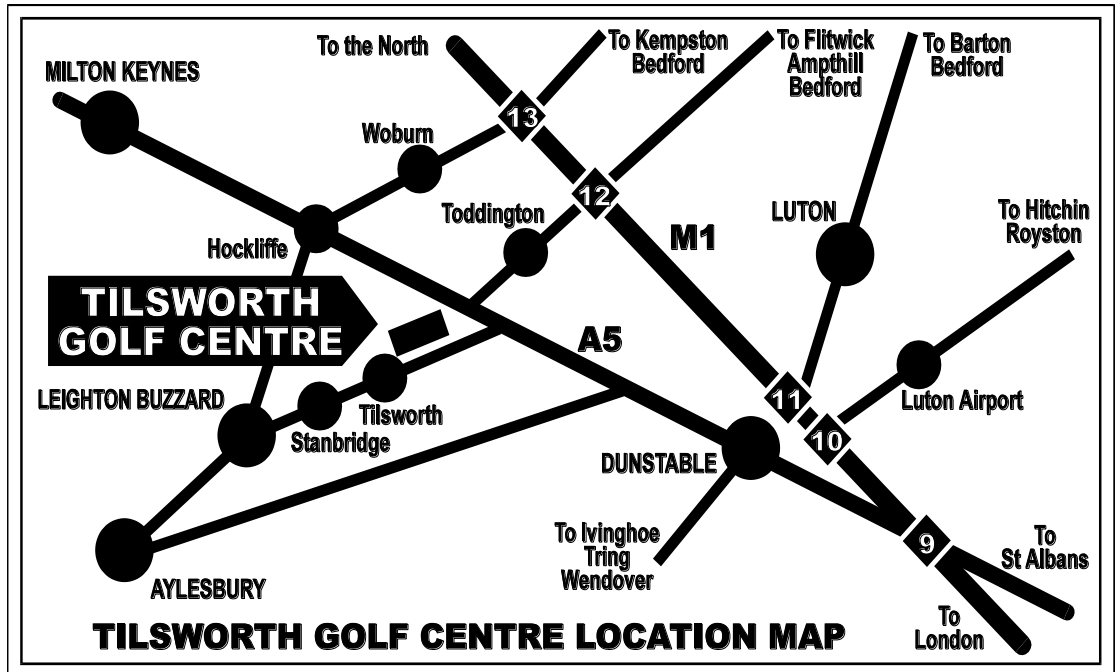 To the North
To Kempston
Bedford
To Flitwick
Ampthill
Bedford
To Barton
Bedford
MILTON KEYNES
13
Woburn
12
Toddington
LUTON
To Hitchin
Royston
Hockliffe
M1
TILSWORTH
GOLF CENTRE
A5
LEIGHTON BUZZARD
Tilsworth
Stanbridge
11
Luton Airport
10
DUNSTABLE
To Ivinghoe
Tring
Wendover
9
To
St Albans
AYLESBURY
To
London
TILSWORTH GOLF CENTRE LOCATION MAP